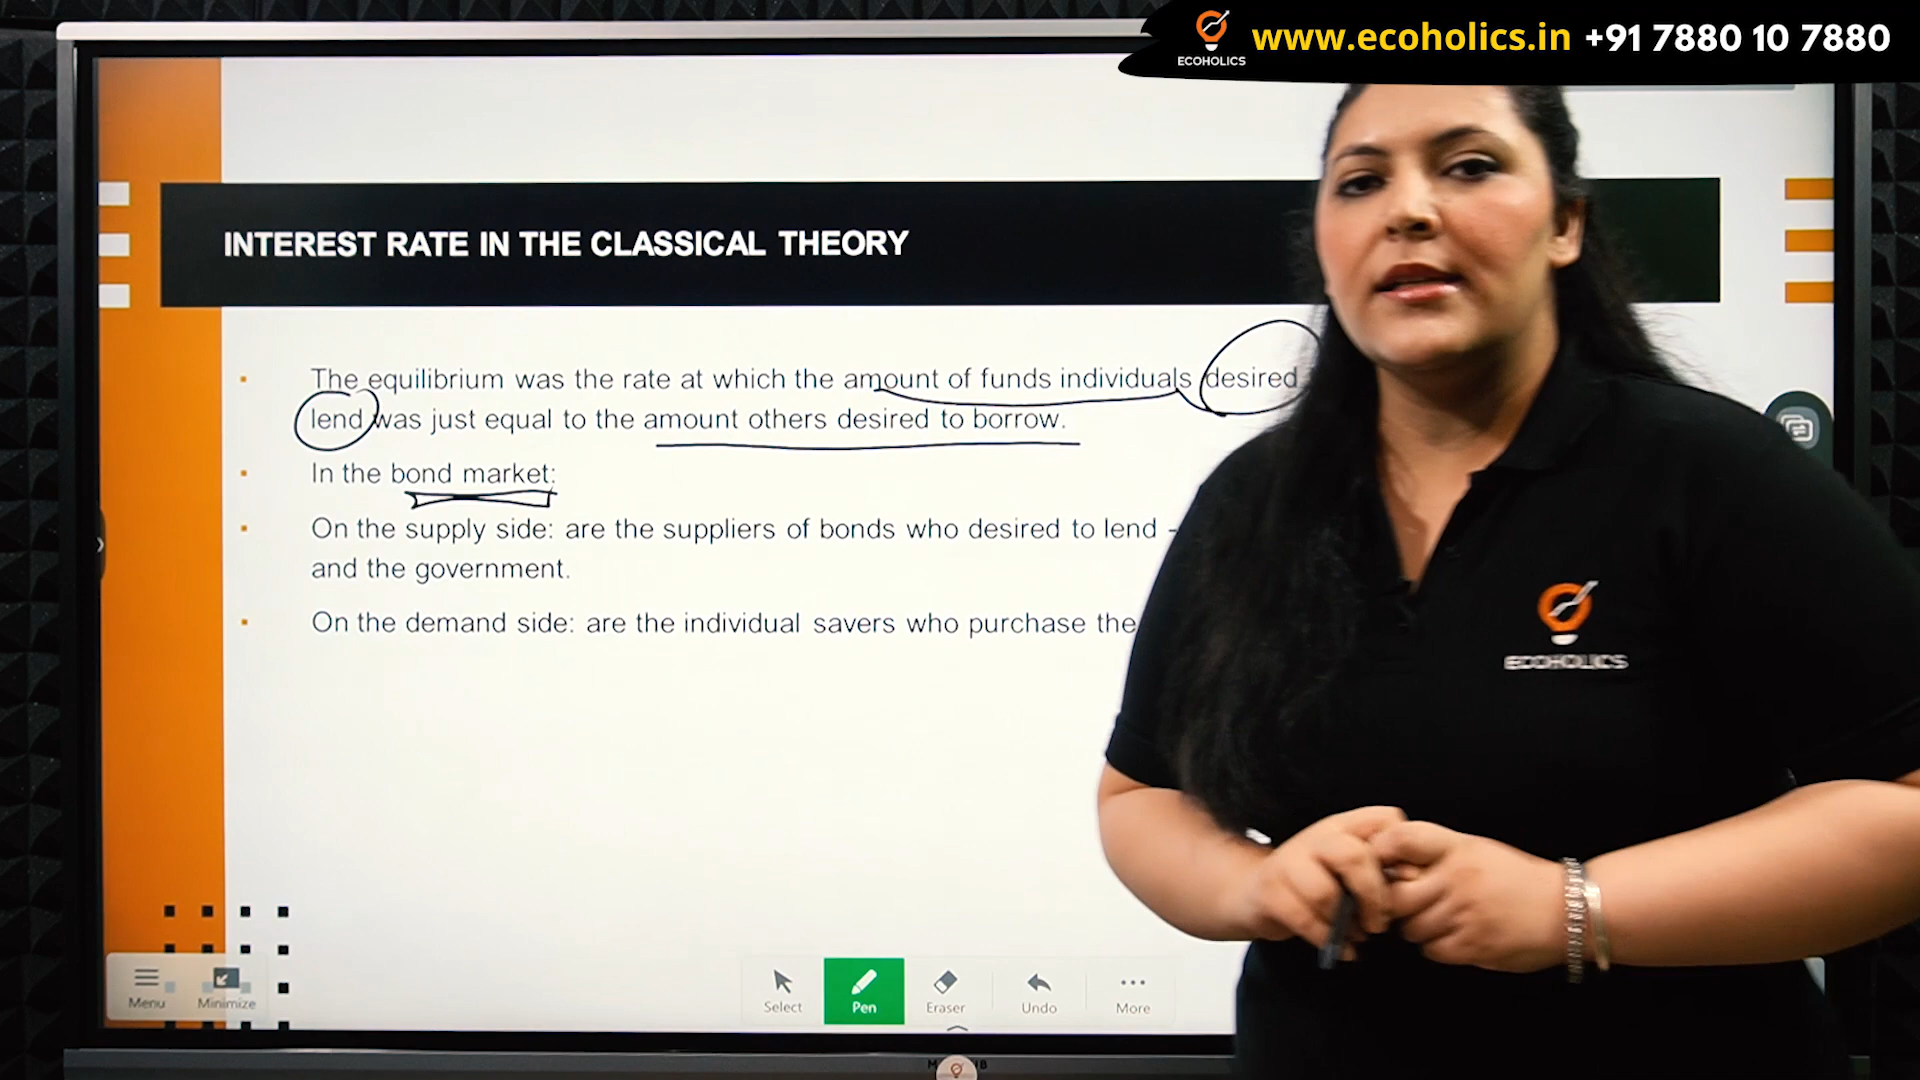 www.ecoholics.in +91 7880 10 7880
ECOHOLICS
INTEREST RATE IN THE CLASSICAL THEORY
The equilibrium was the rate at which the amount of funds individuals desired
lend was just equal to the amount others desired to borrow.
In the bond market:
On the supply side: are the suppliers of bonds who desired to lend -
and the government.
On the demand side: are the individual savers who purchase the
ECOHOLICS
Menu
Minimize
Select
Pen
Eraser
Undo
More